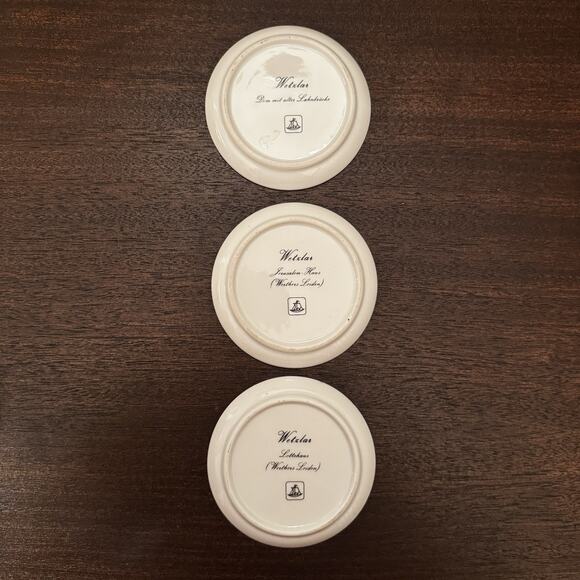 Wetzlar
Dom mit alter Lahnbrücke
Wetzlar
Jerusalem-Haus
(Werthers Leiden)
Wetzlar
Lottehaus
(Werthers Leiden)